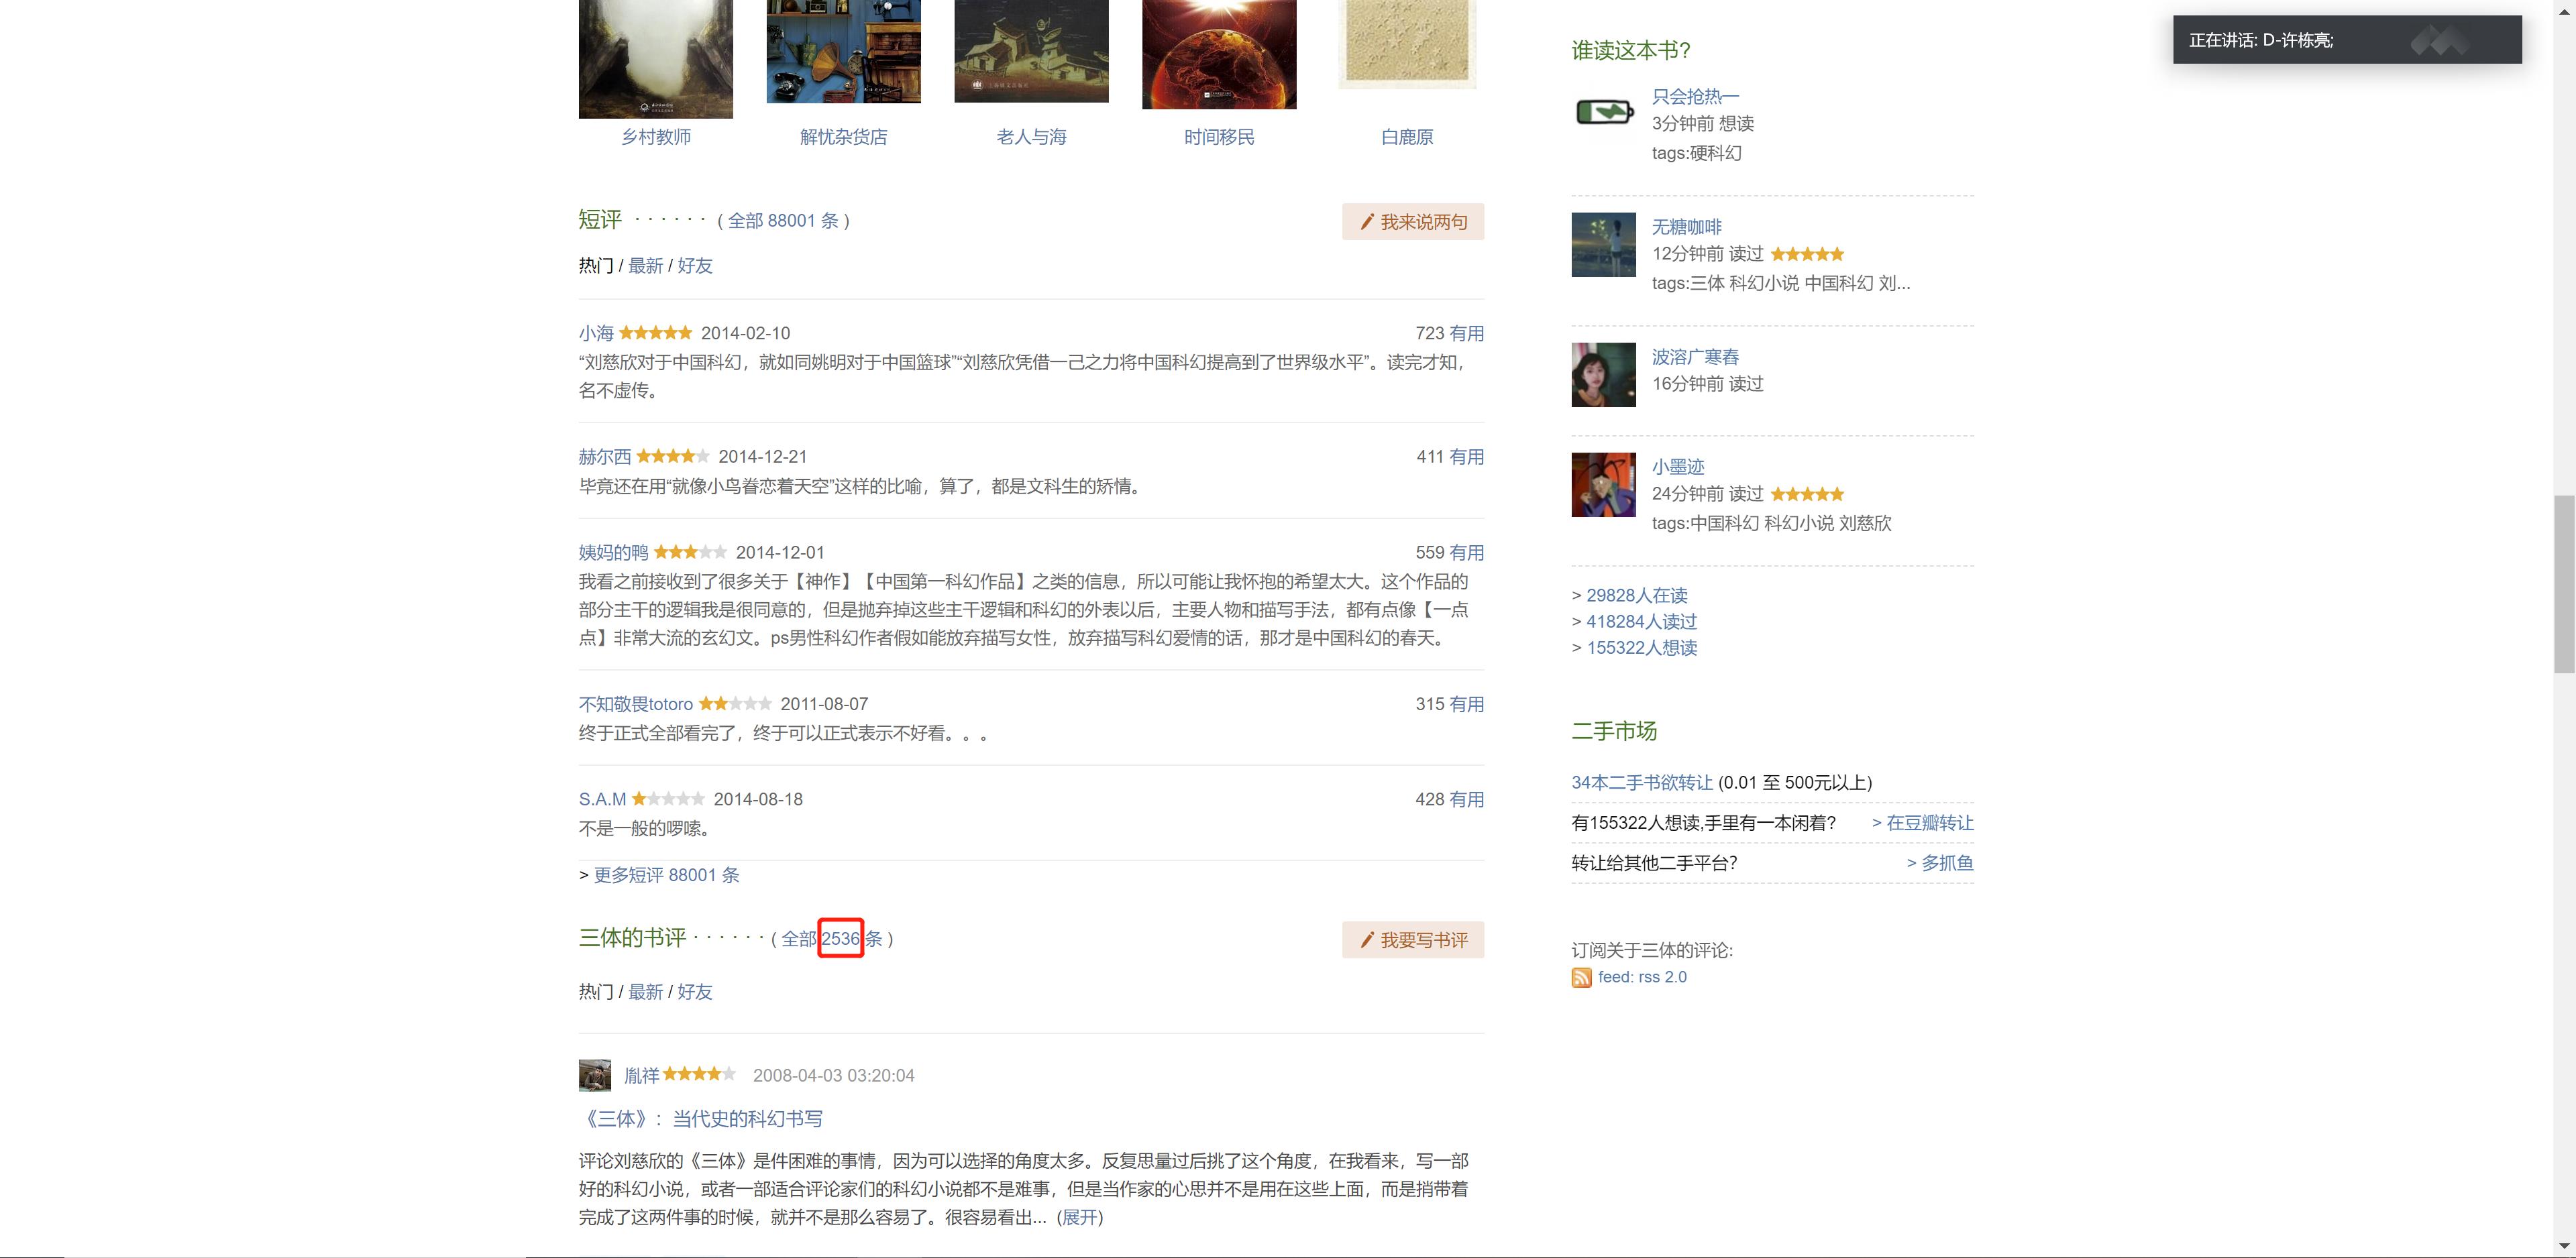 乡村教师
解忧杂货店
老人与海
时间移民
白鹿原
短评 · · · · · · ( 全部 88001 条 )
我来说两句
热门 / 最新 / 好友
小海 2014-02-10
723 有用
“刘慈欣对于中国科幻，就如同姚明对于中国篮球”“刘慈欣凭借一己之力将中国科幻提高到了世界级水平”。读完才知，
名不虚传。
赫尔西 2014-12-21
411 有用
毕竟还在用“就像小鸟眷恋着天空”这样的比喻，算了，都是文科生的矫情。
姨妈的鸭 2014-12-01
559 有用
我看之前接收到了很多关于【神作】【中国第一科幻作品】之类的信息，所以可能让我怀抱的希望太大。这个作品的
部分主干的逻辑我是很同意的，但是抛弃掉这些主干逻辑和科幻的外表以后，主要人物和描写手法，都有点像【一点
点】非常大流的玄幻文。ps男性科幻作者假如能放弃描写女性，放弃描写科幻爱情的话，那才是中国科幻的春天。
不知敬畏totoro 2011-08-07
315 有用
终于正式全部看完了，终于可以正式表示不好看。。。
S.A.M 2014-08-18
428 有用
不是一般的啰嗦。
> 更多短评 88001 条
三体的书评 · · · · · · ( 全部 2536 条 )
我要写书评
热门 / 最新 / 好友
胤祥 2008-04-03 03:20:04
《三体》：当代史的科幻书写
评论刘慈欣的《三体》是件困难的事情，因为可以选择的角度太多。反复思量过后挑了这个角度，在我看来，写一部
好的科幻小说，或者一部适合评论家们的科幻小说都不是难事，但是当作家的心思并不是用在这些上面，而是捎带着
完成了这两件事的时候，就并不是那么容易了。很容易看出... (展开)
谁读这本书?
只会抢热一
3分钟前 想读
tags:硬科幻
无糖咖啡
12分钟前 读过
tags:三体 科幻小说 中国科幻 刘...
波溶广寒舂
16分钟前 读过
小墨迹
24分钟前 读过
tags:中国科幻 科幻小说 刘慈欣
> 29828人在读
> 418284人读过
> 155322人想读
二手市场
34本二手书欲转让 (0.01 至 500元以上)
有155322人想读,手里有一本闲着?
> 在豆瓣转让
转让给其他二手平台?
> 多抓鱼
订阅关于三体的评论:
feed: rss 2.0
正在讲话: D-许栋亮;